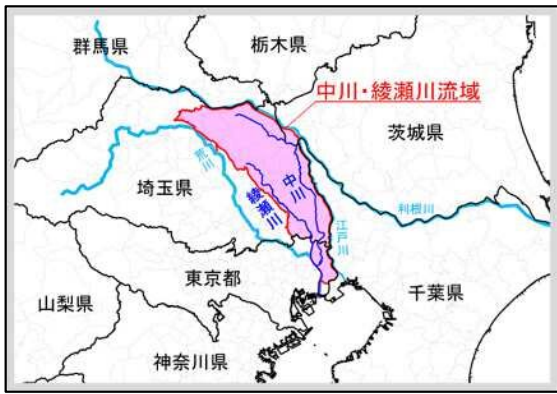 群馬県
栃木県
中川・綾瀬川流域
茨城県
荒川
埼玉県
綾瀬川
中川
利根川
江戸川
東京都
千葉県
山梨県
神奈川県